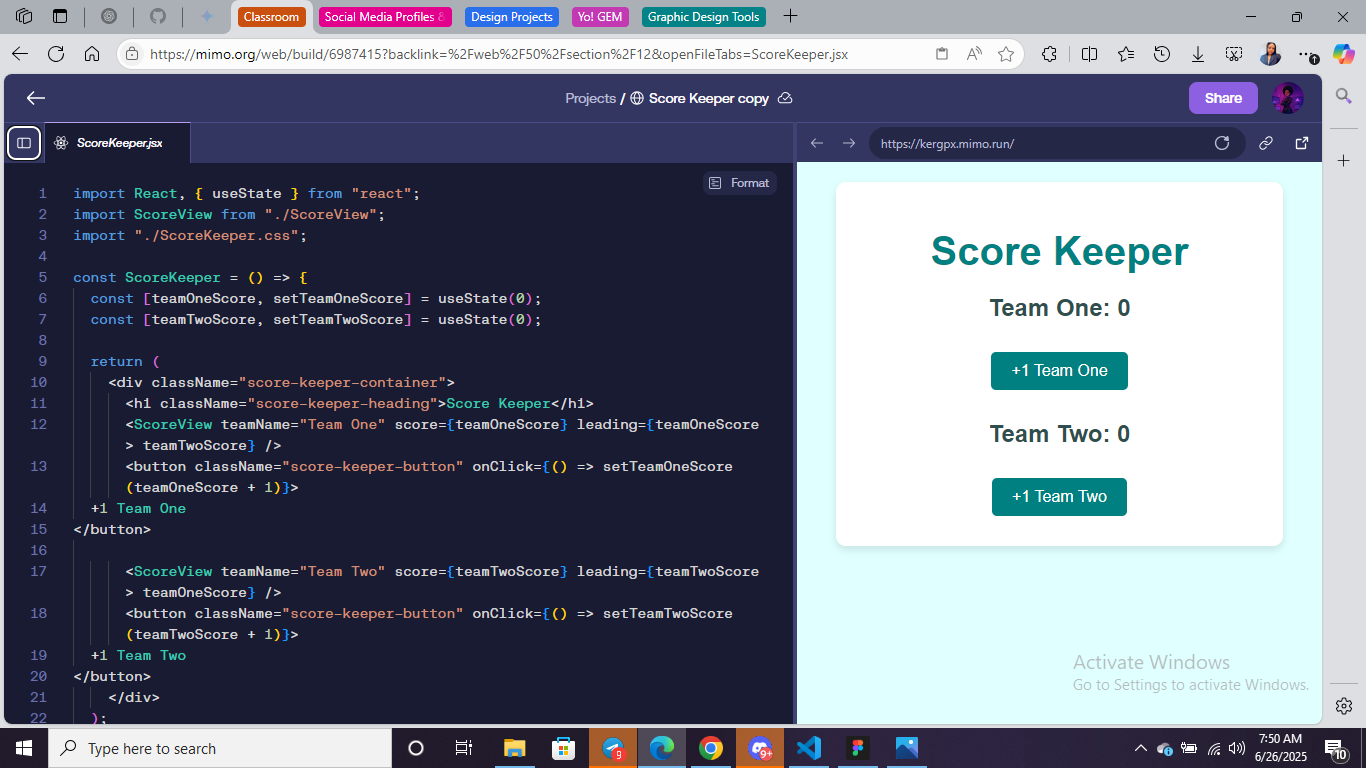 Classroom
Social Media Profiles &
Design Projects
Yo! GEM
Graphic Design Tools
https://mimo.org/web/build/6987415?backlink=%2Fweb%2F50%2Fsection%2F12&openFileTabs=ScoreKeeper.jsx
Projects / Score Keeper copy
Share
ScoreKeeper.jsx
https://kergpx.mimo.run/
Format
1 import React, { useState } from "react";
2 import ScoreView from "./ScoreView";
3 import "./ScoreKeeper.css";
4
5 const ScoreKeeper = () => {
6 const [teamOneScore, setTeamOneScore] = useState(0);
7 const [teamTwoScore, setTeamTwoScore] = useState(0);
8
9 return (
10 <div className="score-keeper-container">
11 <h1 className="score-keeper-heading">Score Keeper</h1>
12 <ScoreView teamName="Team One" score={teamOneScore} leading={teamOneScore
> teamTwoScore} />
13 <button className="score-keeper-button" onClick={() => setTeamOneScore
(teamOneScore + 1)}>
14 +1 Team One
15 </button>
16
17 <ScoreView teamName="Team Two" score={teamTwoScore} leading={teamTwoScore
> teamOneScore} />
18 <button className="score-keeper-button" onClick={() => setTeamTwoScore
(teamTwoScore + 1)}>
19 +1 Team Two
20 </button>
21 </div>
22 );
Score Keeper
Team One: 0
+1 Team One
Team Two: 0
+1 Team Two
Activate Windows
Go to Settings to activate Windows.
Type here to search
9
9+
7:50 AM
6/26/2025
10